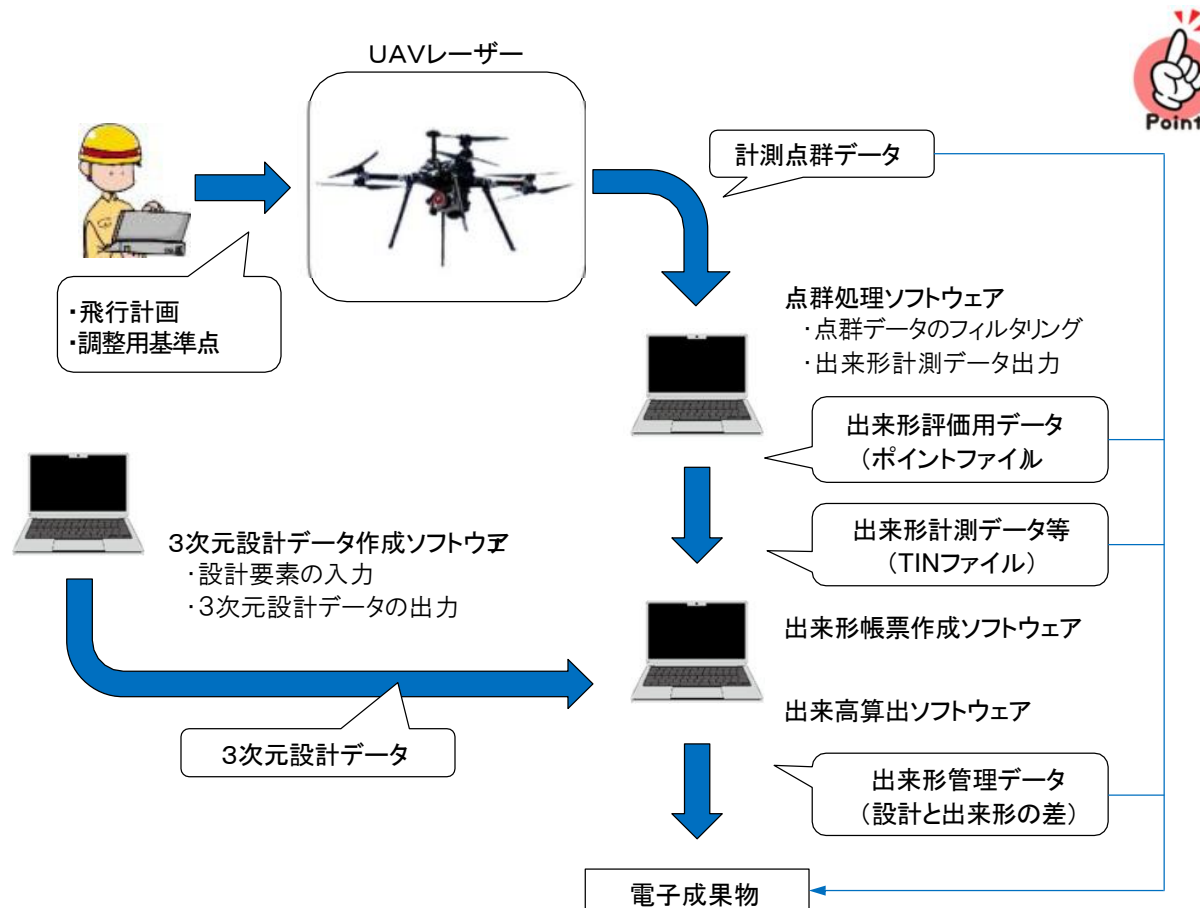 UAVレーザー
Point
計測点群データ
・飛行計画
・調整用基準点
点群処理ソフトウェア
・点群データのフィルタリング
・出来形計測データ出力
出来形評価用データ
（ポイントファイル
出来形計測データ等
（TINファイル）
3次元設計データ作成ソフトウェア
・設計要素の入力
・3次元設計データの出力
出来形帳票作成ソフトウェア
出来高算出ソフトウェア
3次元設計データ
出来形管理データ
（設計と出来形の差）
電子成果物